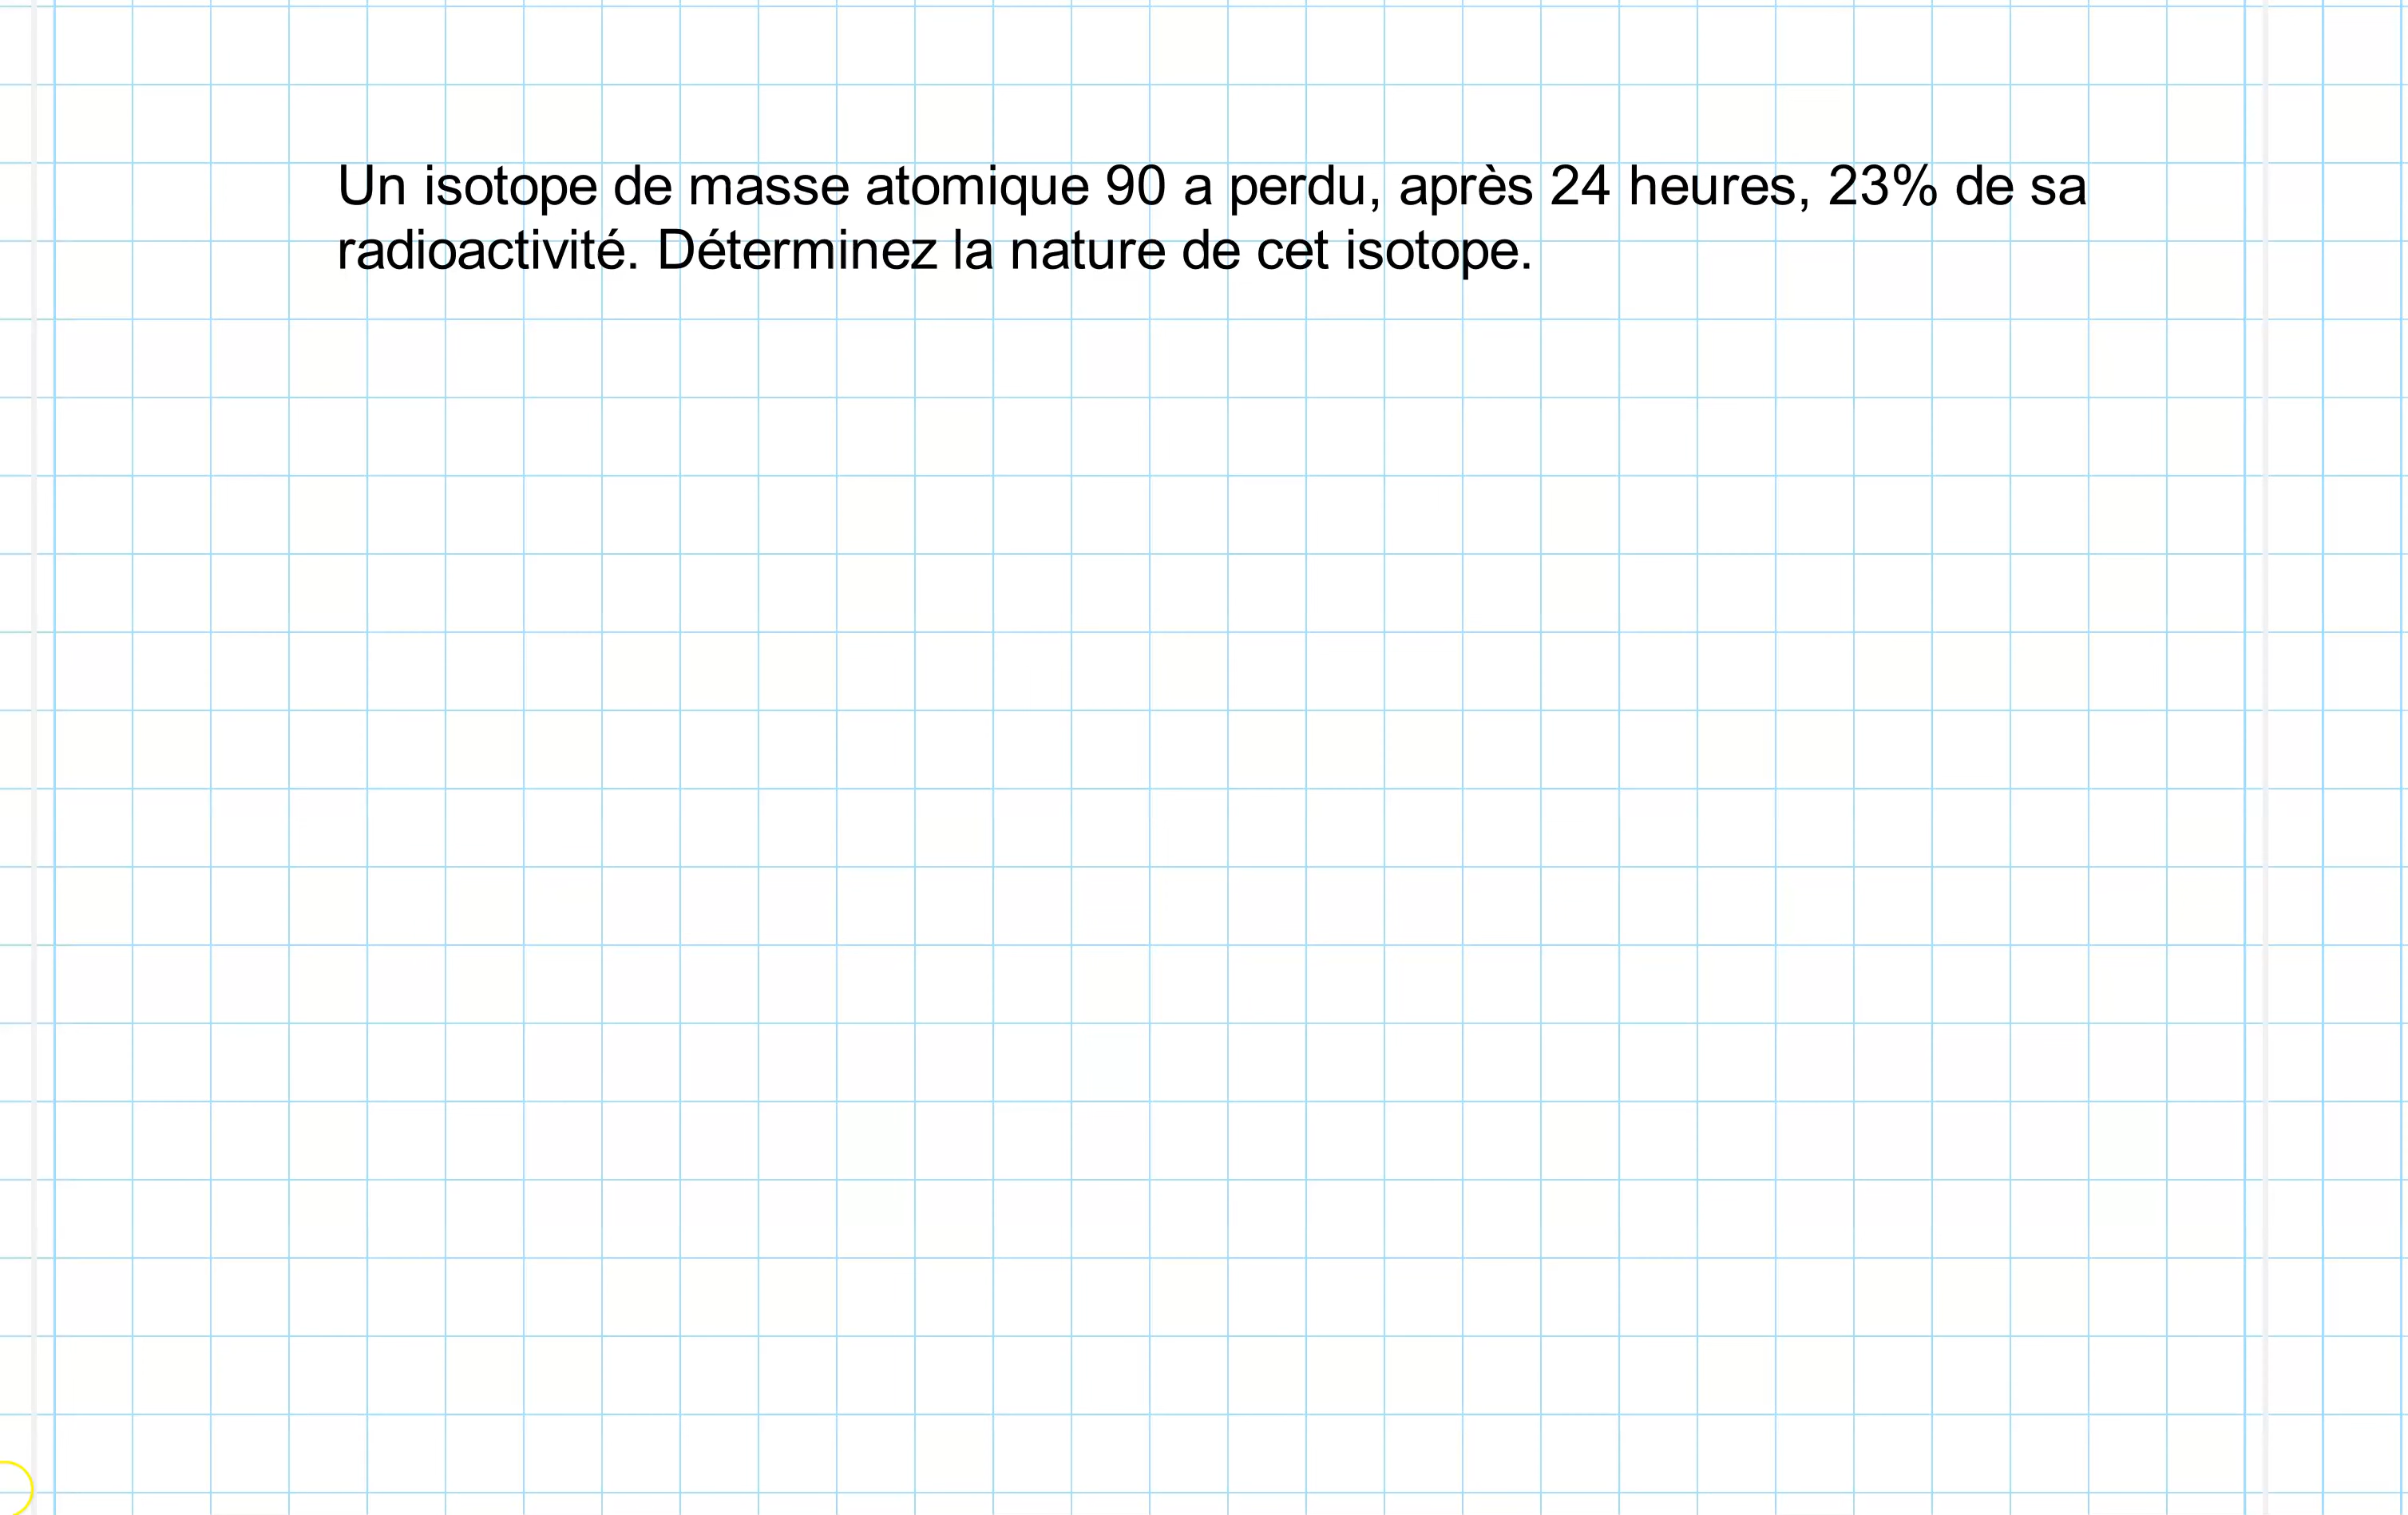 Un isotope de masse atomique 90 a perdu, après 24 heures, 23% de sa
radioactivité. Déterminez la nature de cet isotope.